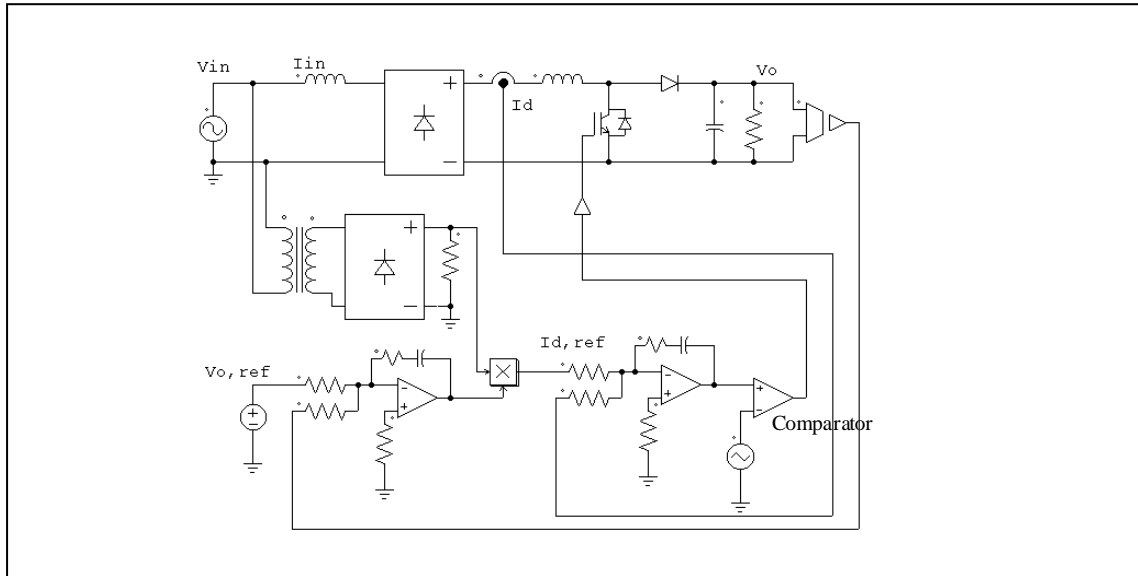 Vin
Iin
Id
Vo
Id,ref
Vo,ref
Comparator